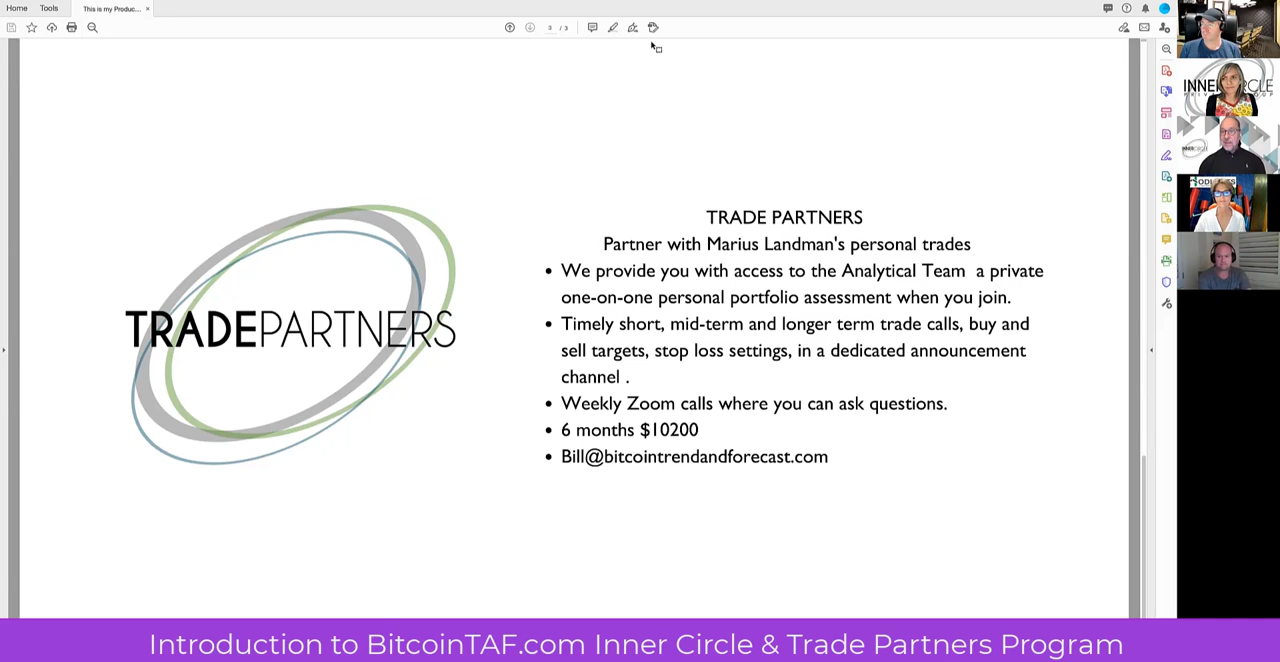 Home Tools This is my Produc... ×
3 / 3
TRADEPARTNERS
TRADE PARTNERS
Partner with Marius Landman's personal trades
• We provide you with access to the Analytical Team a private
one-on-one personal portfolio assessment when you join.
• Timely short, mid-term and longer term trade calls, buy and
sell targets, stop loss settings, in a dedicated announcement
channel .
• Weekly Zoom calls where you can ask questions.
• 6 months $10200
• Bill@bitcointrendandforecast.com
INNER CIRCLE
INNERCIRCLE
Introduction to BitcoinTAF.com Inner Circle & Trade Partners Program